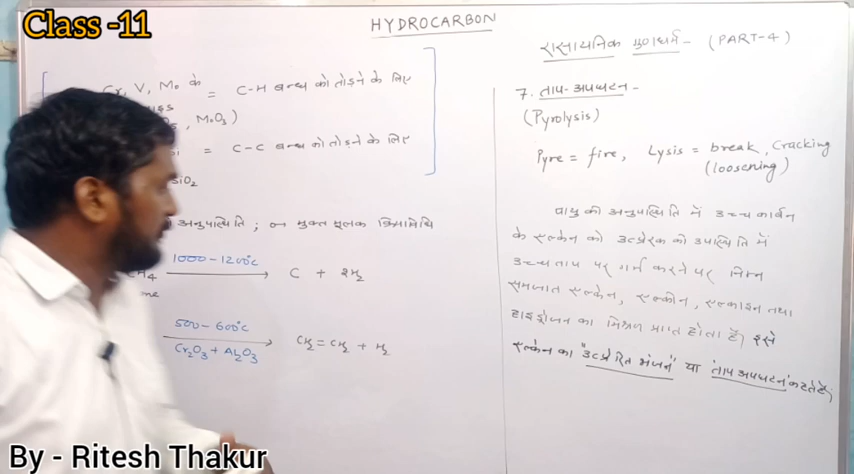 Class -11
HYDROCARBON
रासायनिक गुणधर्म - (PART-4)
Cr, V, Mo के = C-H बन्ध को तोड़ने के लिए
, MoO3)
= C-C बन्ध को तोड़ने के लिए
SiO2
अनुपस्थिति ; मुक्त मूलक क्रियाविधि
CH4 1000-1200°C C + 2H2
500-600°C
Cr2O3 + Al2O3 CH2=CH2 + H2
7. ताप-अपघटन -
(Pyrolysis)
Pyre = fire, Lysis = break, Cracking
(loosening)
वायु की अनुपस्थिति में उच्च कार्बन
के एल्केन को उत्प्रेरक की उपस्थिति में
उच्च ताप पर गर्म करने पर निम्न
समजात एल्केन, एल्कीन, एल्काइन तथा
हाइड्रोजन का मिश्रण प्राप्त होता है। इसे
एल्केन का "उत्प्रेरित भंजन" या ताप अपघटन कहते हैं।
By - Ritesh Thakur